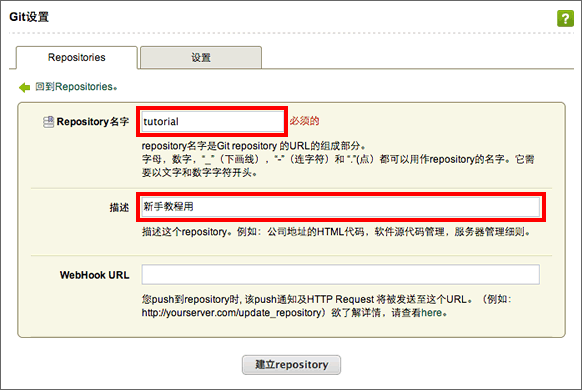 Git设置
?
Repositories
设置
回到Repositories。
Repository名字
tutorial
必须的
repository名字是Git repository 的URL的组成部分。
字母，数字，“_”（下画线），“-”（连字符）和 “.”(点）都可以用作repository的名字。它需
要以文字和数字字符开头。
描述
新手教程用
描述这个repository。例如：公司地址的HTML代码，软件源代码管理，服务器管理细则。
WebHook URL
您push到repository时, 该push通知及HTTP Request 将被发送至这个URL。（例如：
http://yourserver.com/update_repository）欲了解详情，请查看here。
建立repository